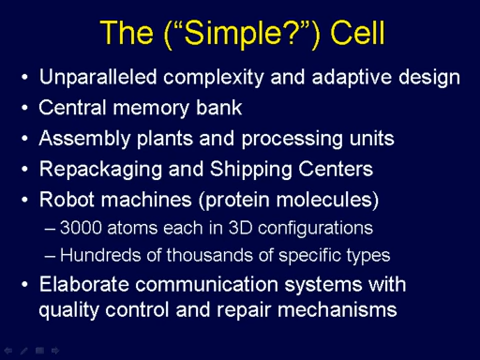 The (“Simple?”) Cell
• Unparalleled complexity and adaptive design
• Central memory bank
• Assembly plants and processing units
• Repackaging and Shipping Centers
• Robot machines (protein molecules)
– 3000 atoms each in 3D configurations
– Hundreds of thousands of specific types
• Elaborate communication systems with
quality control and repair mechanisms